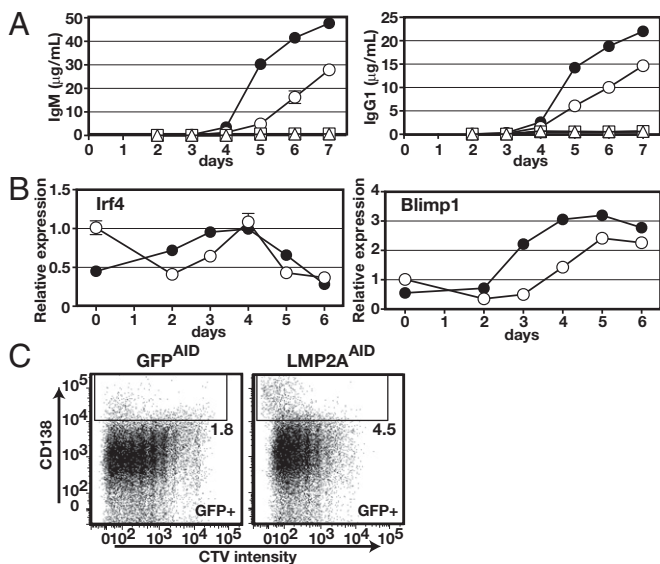 A
IgM (μg/mL)
50
40
30
20
10
0
0 1 2 3 4 5 6 7
days
IgG1 (μg/mL)
25
20
15
10
5
0
0 1 2 3 4 5 6 7
days
B
Relative expression
Irf4
1.5
1.0
0.5
0
0 1 2 3 4 5 6
days
Relative expression
Blimp1
4
3
2
1
0
0 1 2 3 4 5 6
days
C
GFP^AID
LMP2A^AID
CD138
10^5
10^4
10^3
10^2
0
1.8
GFP+
4.5
GFP+
010^2 10^3 10^4 10^5
010^2 10^3 10^4 10^5
CTV intensity